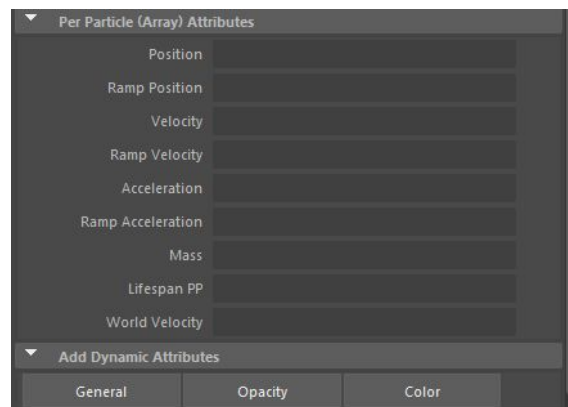 Per Particle (Array) Attributes
Position
Ramp Position
Velocity
Ramp Velocity
Acceleration
Ramp Acceleration
Mass
Lifespan PP
World Velocity
Add Dynamic Attributes
General Opacity Color